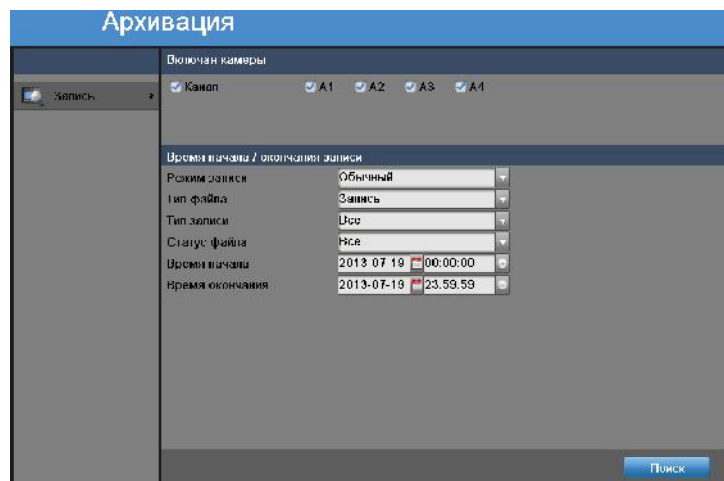 Архивация
Включая камеры
Запись
Канал A1 A2 A3 A4
Время начала / окончания записи
Режим записи Обычный
Тип файла Запись
Тип записи Все
Статус файла Все
Время начала 2013-07-19 00:00:00
Время окончания 2013-07-19 23:59:59
Поиск